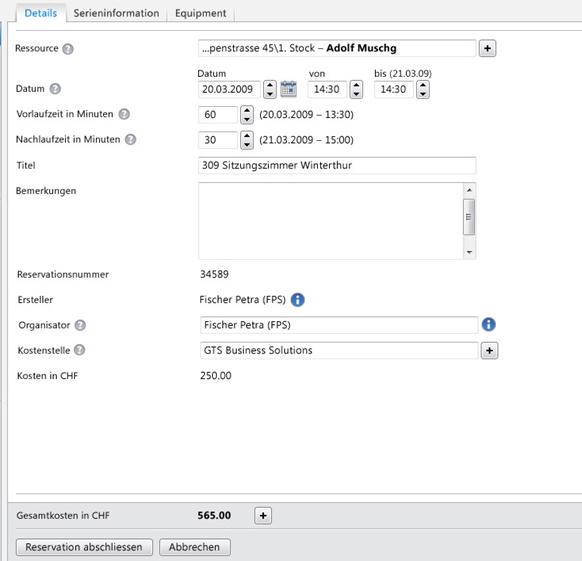 Details Serieninformation Equipment
Ressource ? ...penstrasse 45\1. Stock – Adolf Muschg +
Datum von bis (21.03.09)
Datum ? 20.03.2009 14:30 14:30
Vorlaufzeit in Minuten ? 60 (20.03.2009 – 13:30)
Nachlaufzeit in Minuten ? 30 (21.03.2009 – 15:00)
Titel 309 Sitzungszimmer Winterthur
Bemerkungen
Reservationsnummer 34589
Ersteller Fischer Petra (FPS) i
Organisator ? Fischer Petra (FPS) i
Kostenstelle ? GTS Business Solutions +
Kosten in CHF 250.00
Gesamtkosten in CHF 565.00 +
Reservation abschliessen Abbrechen